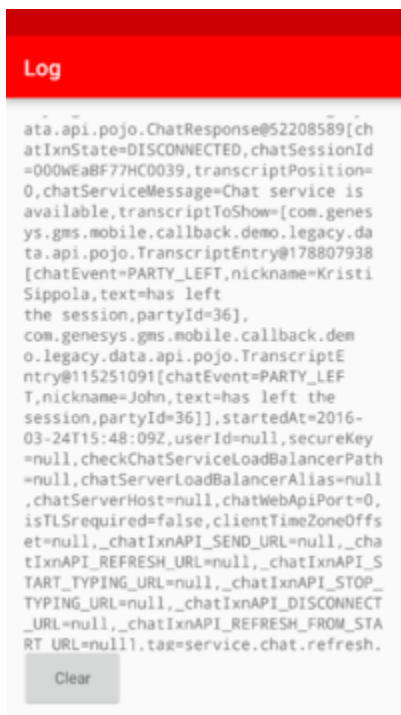 Log
ata.api.pojo.ChatResponse@52208589[ch
atIxnState=DISCONNECTED,chatSessionId
=000WEaBF77HC0039,transcriptPosition=
0,chatServiceMessage=Chat service is
available,transcriptToShow=[com.genes
ys.gms.mobile.callback.demo.legacy.da
ta.api.pojo.TranscriptEntry@178807938
[chatEvent=PARTY_LEFT,nickname=Kristi
Sippola,text=has left
the session,partyId=36],
com.genesys.gms.mobile.callback.dem
o.legacy.data.api.pojo.TranscriptE
ntry@115251091[chatEvent=PARTY_LEF
T,nickname=John,text=has left the
session,partyId=36]],startedAt=2016-
03-24T15:48:09Z,userId=null,secureKey
=null,checkChatServiceLoadBalancerPath
=null,chatServerLoadBalancerAlias=null
,chatServerHost=null,chatWebApiPort=0,
isTLSrequired=false,clientTimeZoneOffs
et=null,_chatIxnAPI_SEND_URL=null,_cha
tIxnAPI_REFRESH_URL=null,_chatIxnAPI_S
TART_TYPING_URL=null,_chatIxnAPI_STOP_
TYPING_URL=null,_chatIxnAPI_DISCONNECT
_URL=null,_chatIxnAPI_REFRESH_FROM_STA
RT_URL=null],tag=service.chat.refresh.
Clear